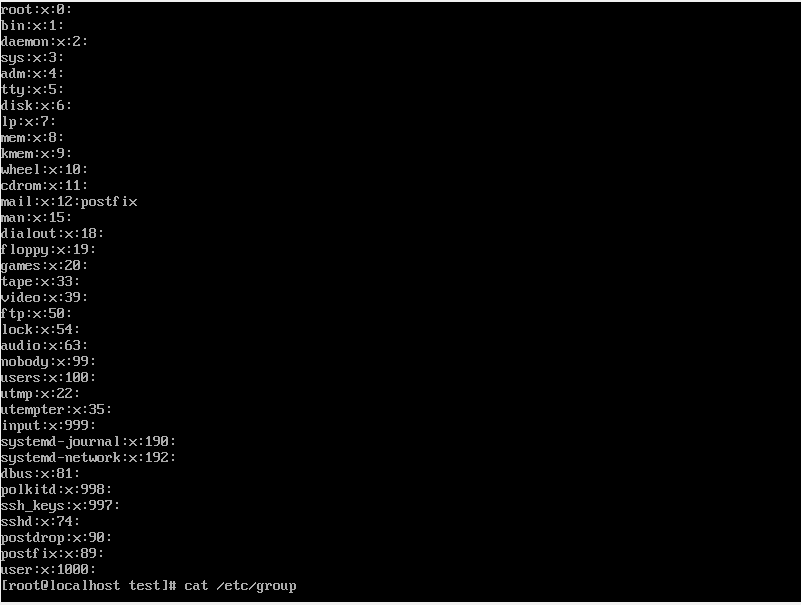 root:x:0:
bin:x:1:
daemon:x:2:
sys:x:3:
adm:x:4:
tty:x:5:
disk:x:6:
lp:x:7:
mem:x:8:
kmem:x:9:
wheel:x:10:
cdrom:x:11:
mail:x:12:postfix
man:x:15:
dialout:x:18:
floppy:x:19:
games:x:20:
tape:x:33:
video:x:39:
ftp:x:50:
lock:x:54:
audio:x:63:
nobody:x:99:
users:x:100:
utmp:x:22:
utempter:x:35:
input:x:999:
systemd-journal:x:190:
systemd-network:x:192:
dbus:x:81:
polkitd:x:998:
ssh_keys:x:997:
sshd:x:74:
postdrop:x:90:
postfix:x:89:
user:x:1000:
[root@localhost test]# cat /etc/group